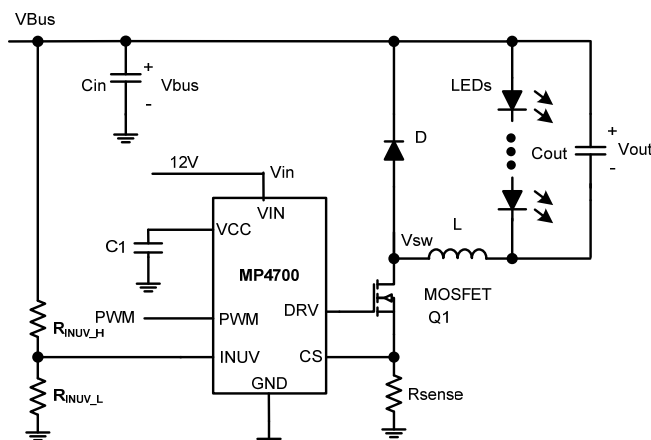 VBus
Cin
+
Vbus
-
LEDs
D
Cout
+
Vout
-
12V
Vin
VIN
VCC
C1
MP4700
Vsw
L
MOSFET
Q1
DRV
PWM
PWM
RINUV_H
INUV
CS
RINUV_L
GND
Rsense